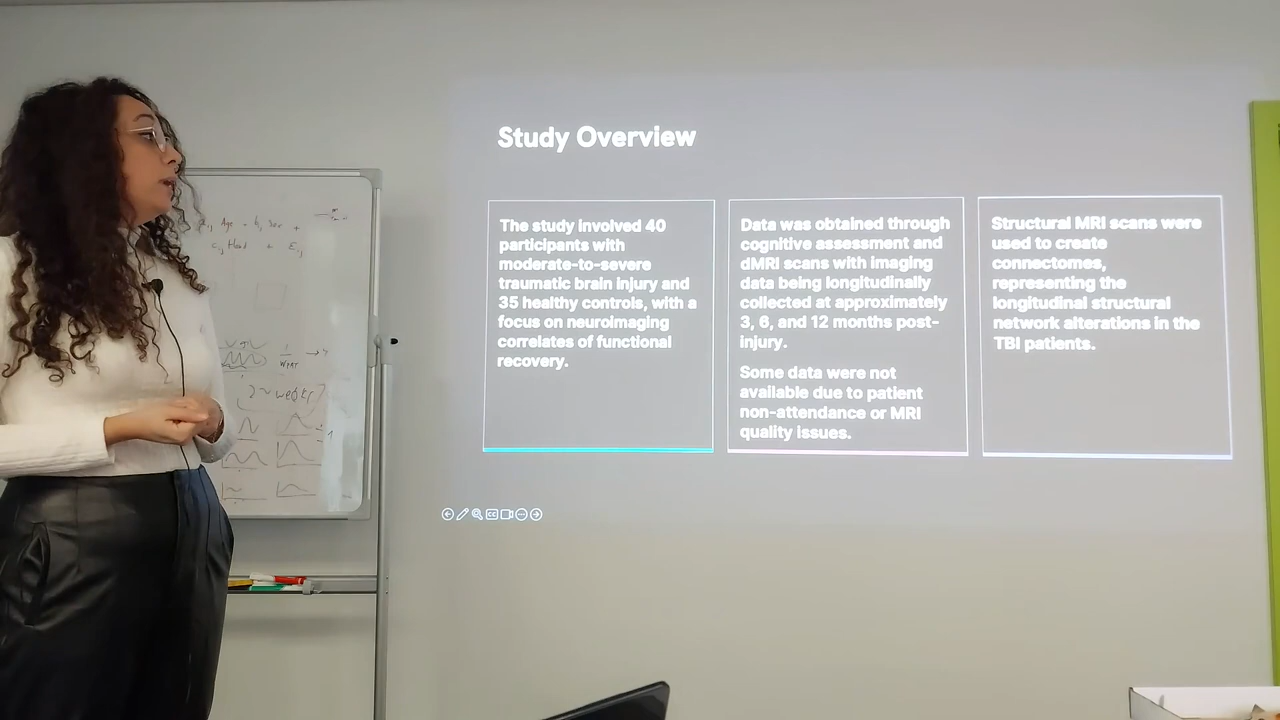 Study Overview
The study involved 40
participants with
moderate-to-severe
traumatic brain injury and
35 healthy controls, with a
focus on neuroimaging
correlates of functional
recovery.
Data was obtained through
cognitive assessment and
dMRI scans with imaging
data being longitudinally
collected at approximately
3, 6, and 12 months post-
injury.
Some data were not
available due to patient
non-attendance or MRI
quality issues.
Structural MRI scans were
used to create
connectomes,
representing the
longitudinal structural
network alterations in the
TBI patients.
Age